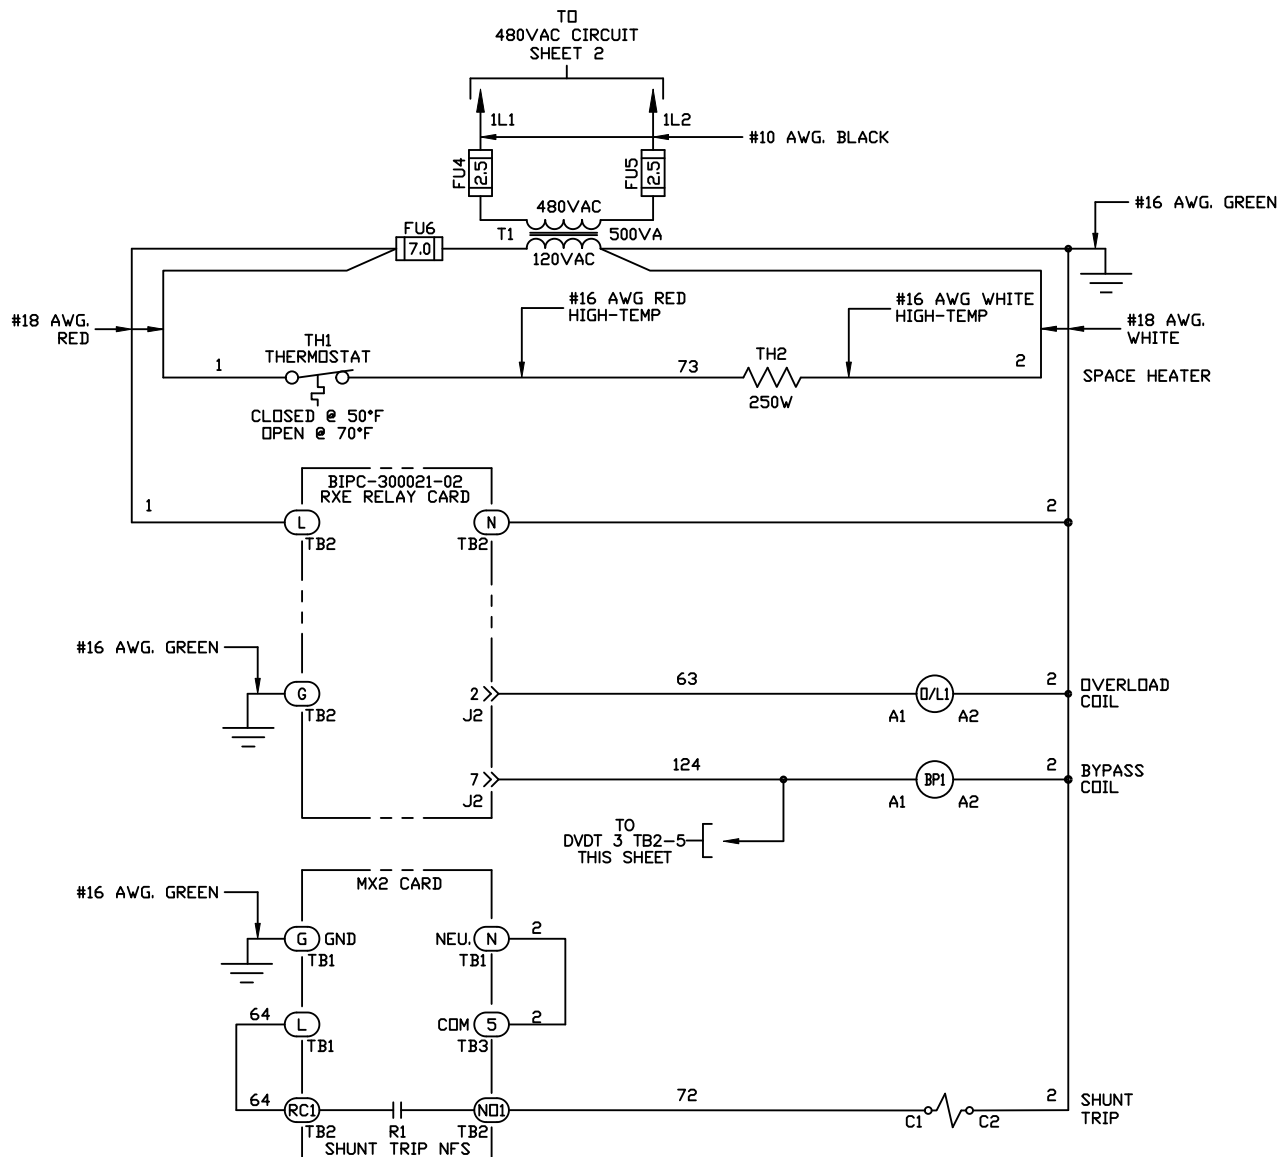 TO
480VAC CIRCUIT
SHEET 2
1L1
1L2
#10 AWG. BLACK
FU4
2.5
FU5
2.5
480VAC
#16 AWG. GREEN
FU6
T1
500VA
7.0
120VAC
#16 AWG RED
HIGH-TEMP
#16 AWG WHITE
HIGH-TEMP
#18 AWG.
RED
#18 AWG.
WHITE
TH1
THERMOSTAT
1
73
TH2
2
SPACE HEATER
250W
CLOSED @ 50°F
OPEN @ 70°F
BIPC-300021-02
RXE RELAY CARD
1
2
L
N
TB2
TB2
#16 AWG. GREEN
63
2
OVERLOAD
COIL
G
2
O/L1
TB2
J2
A1
A2
124
2
BYPASS
COIL
7
BP1
J2
A1
A2
TO
DVDT 3 TB2-5
THIS SHEET
#16 AWG. GREEN
MX2 CARD
2
G
GND
NEU.
N
TB1
TB1
64
2
L
COM
5
TB1
TB3
64
72
2
SHUNT
TRIP
RC1
NO1
C1
C2
TB2
R1
TB2
SHUNT TRIP NFS